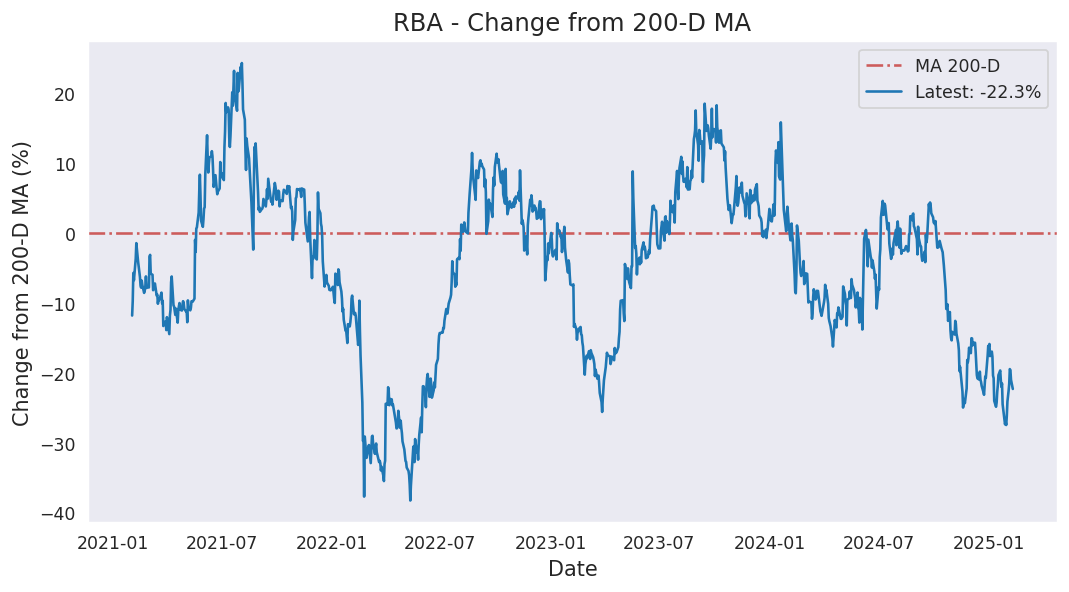 RBA - Change from 200-D MA
MA 200-D
Latest: -22.3%
Change from 200-D MA (%)
20
10
0
−10
−20
−30
−40
2021-01 2021-07 2022-01 2022-07 2023-01 2023-07 2024-01 2024-07 2025-01
Date